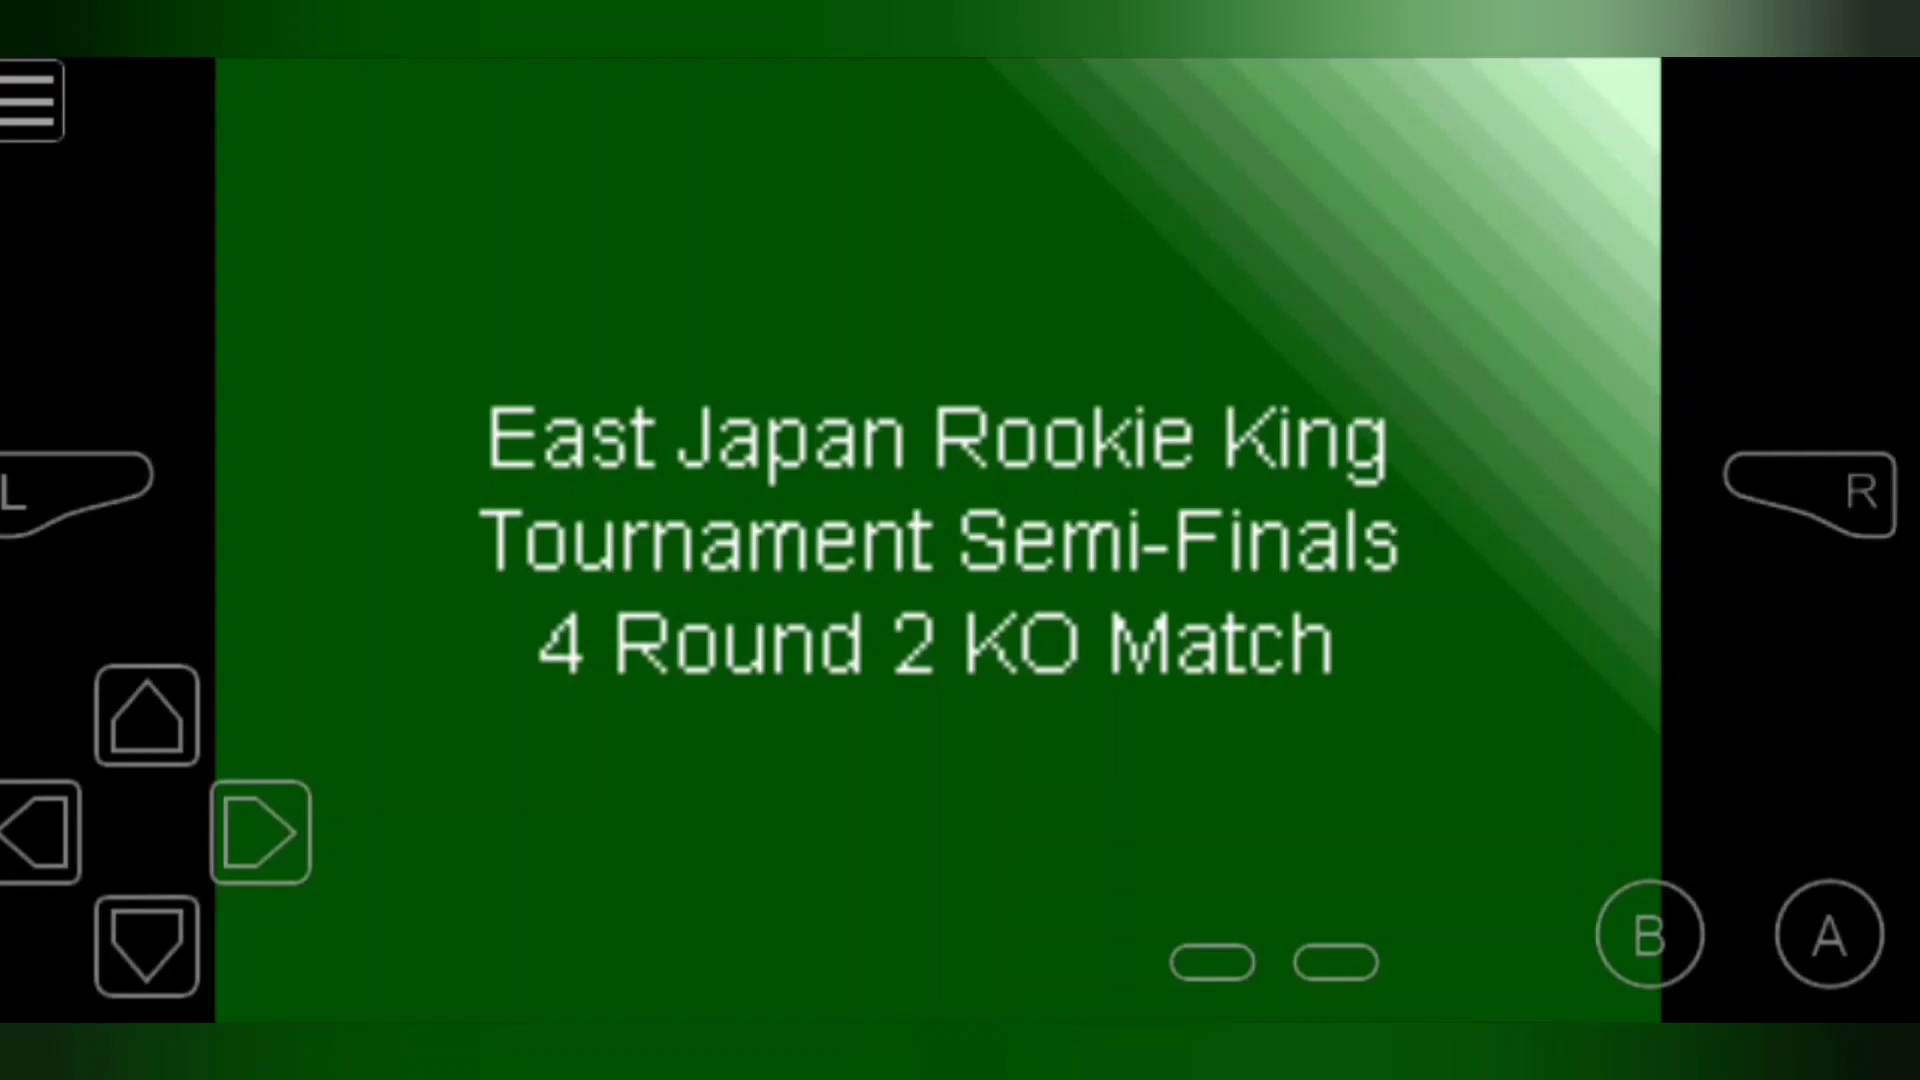 East Japan Rookie King
Tournament Semi-Finals
4 Round 2 KO Match
L
R
B
A